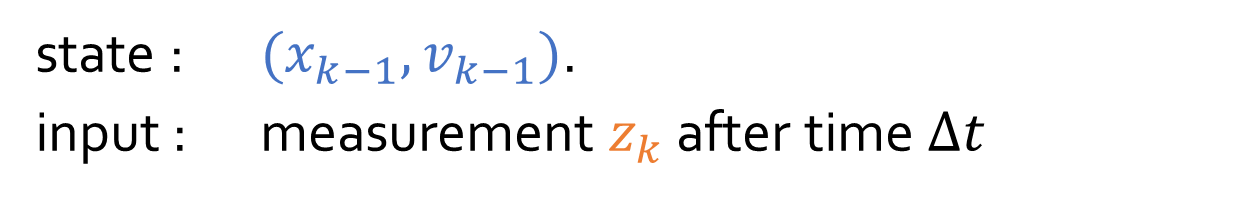 state : (x_{k−1}, v_{k−1}).
input : measurement z_k after time Δt